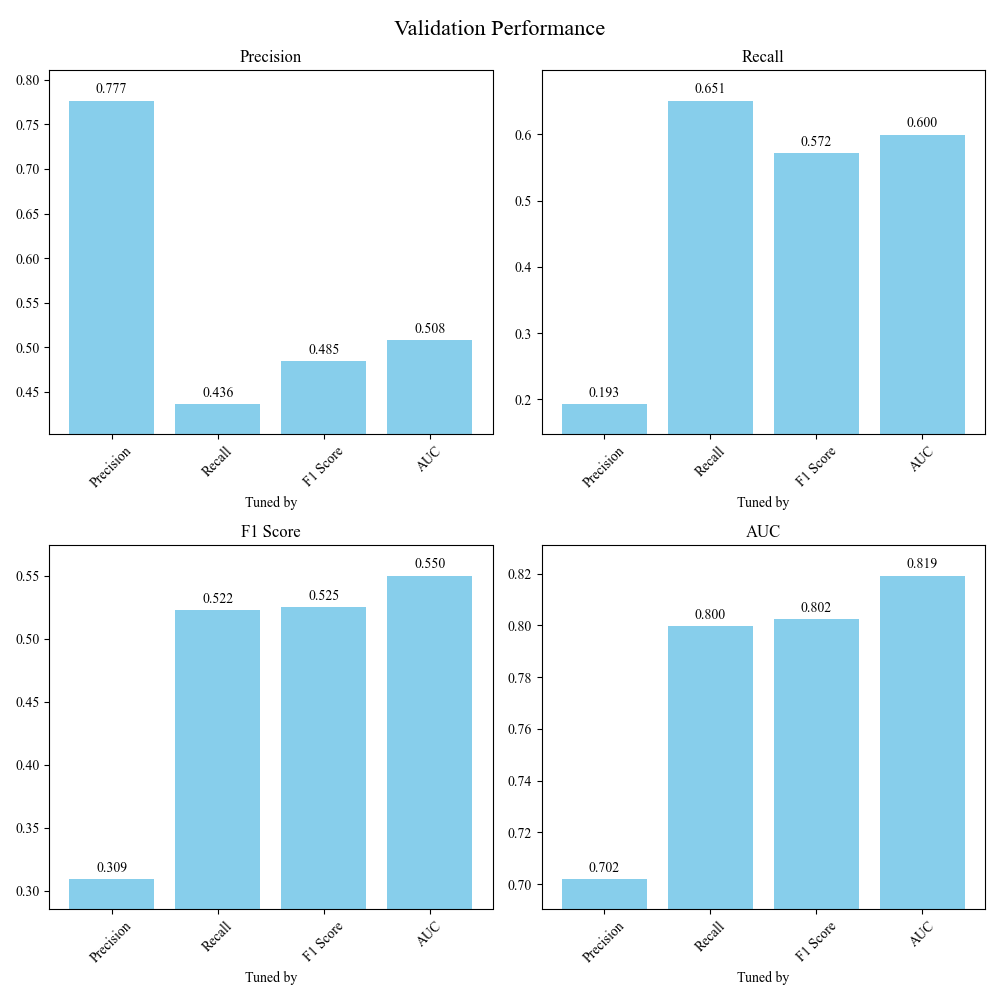 Validation Performance
Precision
0.80
0.75
0.70
0.65
0.60
0.55
0.50
0.45
0.777
0.436
0.485
0.508
Precision
Recall
F1 Score
AUC
Tuned by
Recall
0.6
0.5
0.4
0.3
0.2
0.193
0.651
0.572
0.600
Precision
Recall
F1 Score
AUC
Tuned by
F1 Score
0.55
0.50
0.45
0.40
0.35
0.30
0.309
0.522
0.525
0.550
Precision
Recall
F1 Score
AUC
Tuned by
AUC
0.82
0.80
0.78
0.76
0.74
0.72
0.70
0.702
0.800
0.802
0.819
Precision
Recall
F1 Score
AUC
Tuned by